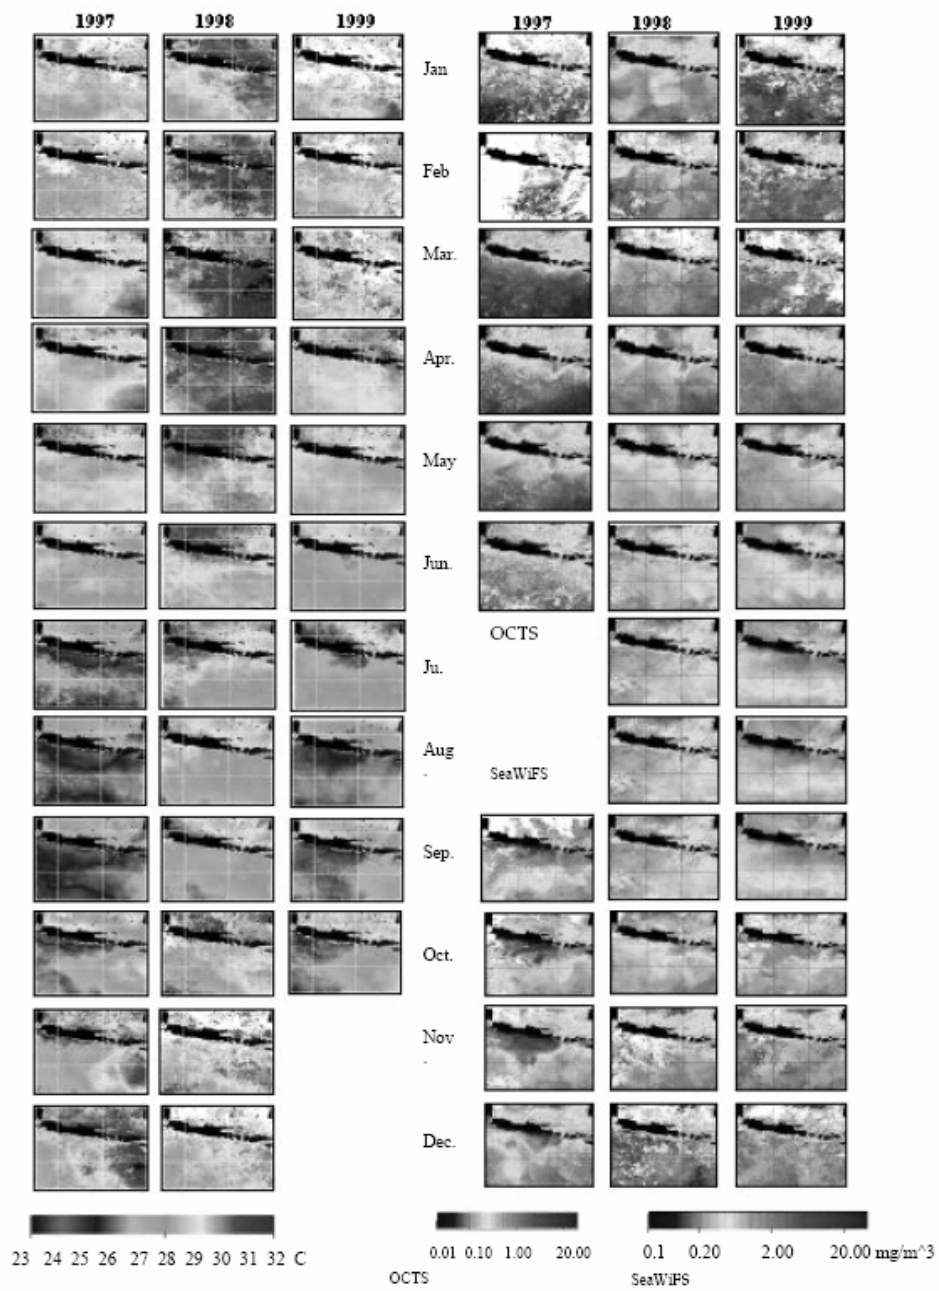 1997 1998 1999 1997 1998 1999
Jan
Feb
Mar.
Apr.
May
Jun.
OCTS
Ju.
Aug
.
SeaWiFS
Sep.
Oct.
Nov
.
Dec.
23 24 25 26 27 28 29 30 31 32 C
0.01 0.10 1.00 20.00
0.1 0.20 2.00 20.00 mg/m^3
OCTS
SeaWiFS